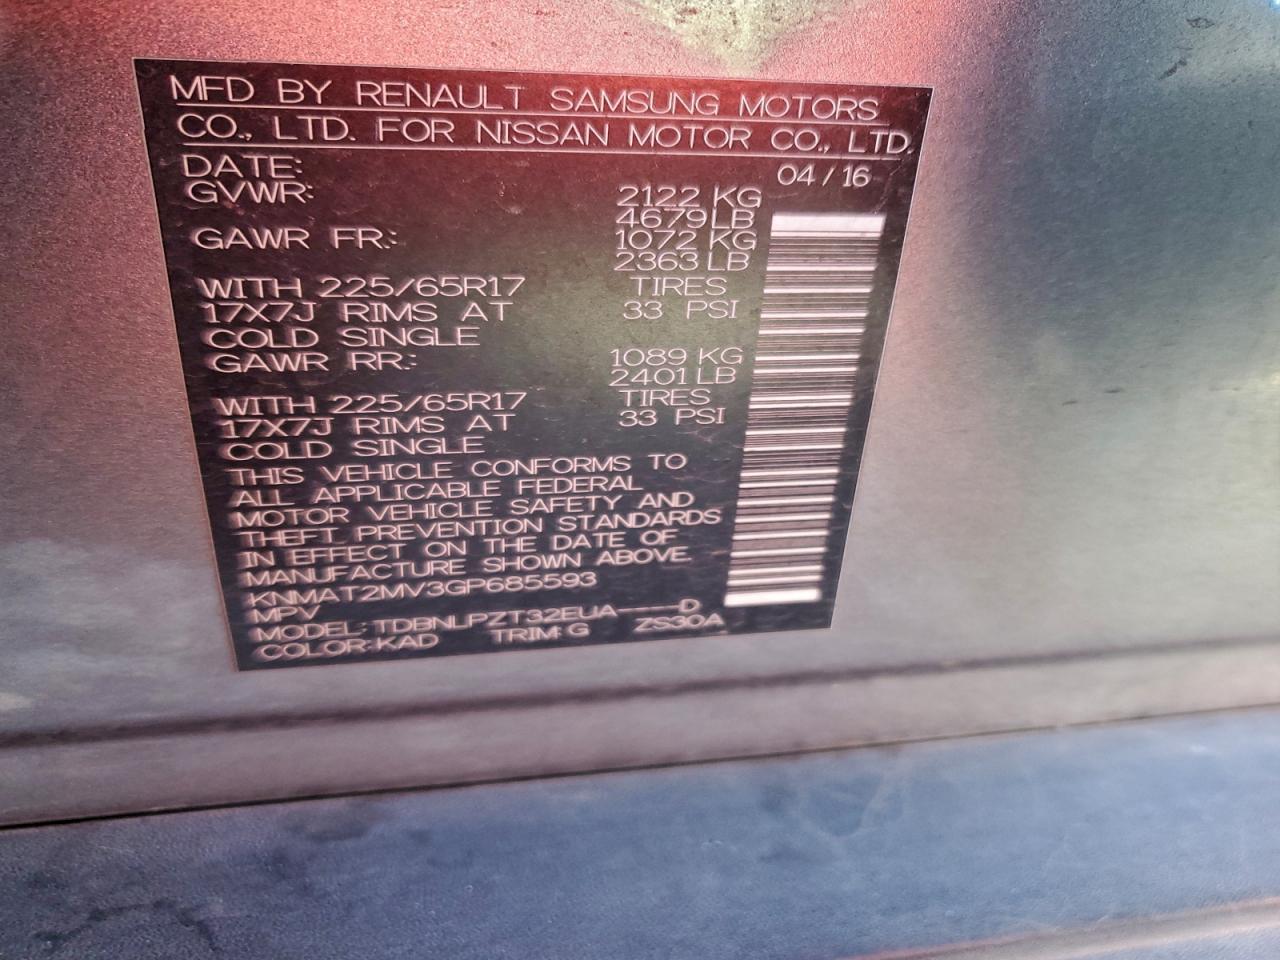 MFD BY RENAULT SAMSUNG MOTORS
CO., LTD. FOR NISSAN MOTOR CO., LTD.
DATE: 04 / 16
GVWR: 2122 KG
4679 LB
GAWR FR.: 1072 KG
2363 LB
WITH 225/65R17 TIRES
17X7J RIMS AT 33 PSI
COLD SINGLE
GAWR RR.: 1089 KG
2401 LB
WITH 225/65R17 TIRES
17X7J RIMS AT 33 PSI
COLD SINGLE
THIS VEHICLE CONFORMS TO
ALL APPLICABLE FEDERAL
MOTOR VEHICLE SAFETY AND
THEFT PREVENTION STANDARDS
IN EFFECT ON THE DATE OF
MANUFACTURE SHOWN ABOVE.
KNMAT2MV3GP685593
MPV
MODEL: TDBNLPZT32EUA----D
COLOR: KAD TRIM: G ZS30A